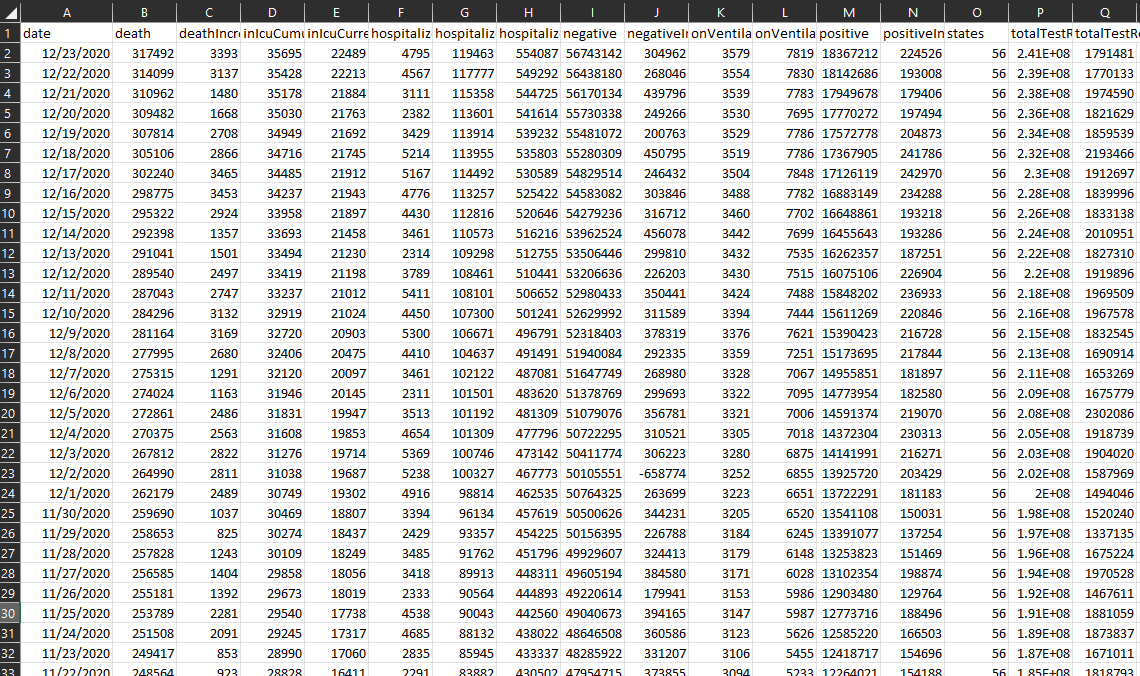 A B C D E F G H I J K L M N O P Q
1 date death deathIncre inIcuCumu inIcuCurre hospitaliz hospitaliz hospitaliz negative negativeIn onVentila onVentila positive positiveIn states totalTestR totalTestRe
2 12/23/2020 317492 3393 35695 22489 4795 119463 554087 56743142 304962 3579 7819 18367212 224526 56 2.41E+08 1791481
3 12/22/2020 314099 3137 35428 22213 4567 117777 549292 56438180 268046 3554 7830 18142686 193008 56 2.39E+08 1770133
4 12/21/2020 310962 1480 35178 21884 3111 115358 544725 56170134 439796 3539 7783 17949678 179406 56 2.38E+08 1974590
5 12/20/2020 309482 1668 35030 21763 2382 113601 541614 55730338 249266 3530 7695 17770272 197494 56 2.36E+08 1821629
6 12/19/2020 307814 2708 34949 21692 3429 113914 539232 55481072 200763 3529 7786 17572778 204873 56 2.34E+08 1859539
7 12/18/2020 305106 2866 34716 21745 5214 113955 535803 55280309 450795 3519 7786 17367905 241786 56 2.32E+08 2193466
8 12/17/2020 302240 3465 34485 21912 5167 114492 530589 54829514 246432 3504 7848 17126119 242970 56 2.3E+08 1912697
9 12/16/2020 298775 3453 34237 21943 4776 113257 525422 54583082 303846 3488 7782 16883149 234288 56 2.28E+08 1839996
10 12/15/2020 295322 2924 33958 21897 4430 112816 520646 54279236 316712 3460 7702 16648861 193218 56 2.26E+08 1833138
11 12/14/2020 292398 1357 33693 21458 3461 110573 516216 53962524 456078 3442 7699 16455643 193286 56 2.24E+08 2010951
12 12/13/2020 291041 1501 33494 21230 2314 109298 512755 53506446 299810 3432 7535 16262357 187251 56 2.22E+08 1827310
13 12/12/2020 289540 2497 33419 21198 3789 108461 510441 53206636 226203 3430 7515 16075106 226904 56 2.2E+08 1919896
14 12/11/2020 287043 2747 33237 21012 5411 108101 506652 52980433 350441 3424 7488 15848202 236933 56 2.18E+08 1969509
15 12/10/2020 284296 3132 32919 21024 4450 107300 501241 52629992 311589 3394 7444 15611269 220846 56 2.16E+08 1967578
16 12/9/2020 281164 3169 32720 20903 5300 106671 496791 52318403 378319 3376 7621 15390423 216728 56 2.15E+08 1832545
17 12/8/2020 277995 2680 32406 20475 4410 104637 491491 51940084 292335 3359 7251 15173695 217844 56 2.13E+08 1690914
18 12/7/2020 275315 1291 32120 20097 3461 102122 487081 51647749 268980 3328 7067 14955851 181897 56 2.11E+08 1653269
19 12/6/2020 274024 1163 31946 20145 2311 101501 483620 51378769 299693 3322 7095 14773954 182580 56 2.09E+08 1675779
20 12/5/2020 272861 2486 31831 19947 3513 101192 481309 51079076 356781 3321 7006 14591374 219070 56 2.08E+08 2302086
21 12/4/2020 270375 2563 31608 19853 4654 101309 477796 50722295 310521 3305 7018 14372304 230313 56 2.05E+08 1918739
22 12/3/2020 267812 2822 31276 19714 5369 100746 473142 50411774 306223 3280 6875 14141991 216271 56 2.03E+08 1904020
23 12/2/2020 264990 2811 31038 19687 5238 100327 467773 50105551 -658774 3252 6855 13925720 203429 56 2.02E+08 1587969
24 12/1/2020 262179 2489 30749 19302 4916 98814 462535 50764325 263699 3223 6651 13722291 181183 56 2E+08 1494046
25 11/30/2020 259690 1037 30469 18807 3394 96134 457619 50500626 344231 3205 6520 13541108 150031 56 1.98E+08 1520240
26 11/29/2020 258653 825 30274 18437 2429 93357 454225 50156395 226788 3184 6245 13391077 137254 56 1.97E+08 1337135
27 11/28/2020 257828 1243 30109 18249 3485 91762 451796 49929607 324413 3179 6148 13253823 151469 56 1.96E+08 1675224
28 11/27/2020 256585 1404 29858 18056 3418 89913 448311 49605194 384580 3171 6028 13102354 198874 56 1.94E+08 1970528
29 11/26/2020 255181 1392 29673 18019 2333 90564 444893 49220614 179941 3153 5986 12903480 129764 56 1.92E+08 1467611
30 11/25/2020 253789 2281 29540 17738 4538 90043 442560 49040673 394165 3147 5987 12773716 188496 56 1.91E+08 1881059
31 11/24/2020 251508 2091 29245 17317 4685 88132 438022 48646508 360586 3123 5626 12585220 166503 56 1.89E+08 1873837
32 11/23/2020 249417 853 28990 17060 2835 85945 433337 48285922 331207 3106 5455 12418717 154696 56 1.87E+08 1671011
33 11/22/2020 248564 923 28828 16411 2291 83882 430502 47954715 373855 3094 5233 12264021 154188 56 1.85E+08 1818793